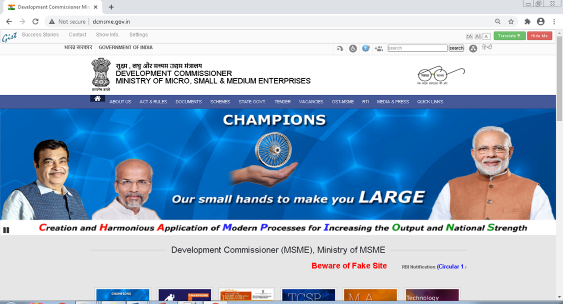 Development Commissioner Mi
Not secure | dcmsme.gov.in
Gist Success Stories Contact Show Info. Settings
Translate Hide Me
भारत सरकार GOVERNMENT OF INDIA
search search हिन्दी
सूक्ष्म, लघु और मध्यम उद्यम मंत्रालय
DEVELOPMENT COMMISSIONER
MINISTRY OF MICRO, SMALL & MEDIUM ENTERPRISES
ABOUT US ACT & RULES DOCUMENTS SCHEMES STATE GOVT. TENDER VACANCIES GST-MSME RTI MEDIA & PRESS QUICK LINKS
CHAMPIONS
Our small hands to make you LARGE
Creation and Harmonious Application of Modern Processes for Increasing the Output and National Strength
Development Commissioner (MSME), Ministry of MSME
Beware of Fake Site RBI Notification (Circular 1
CHAMPIONS TCSP Technology